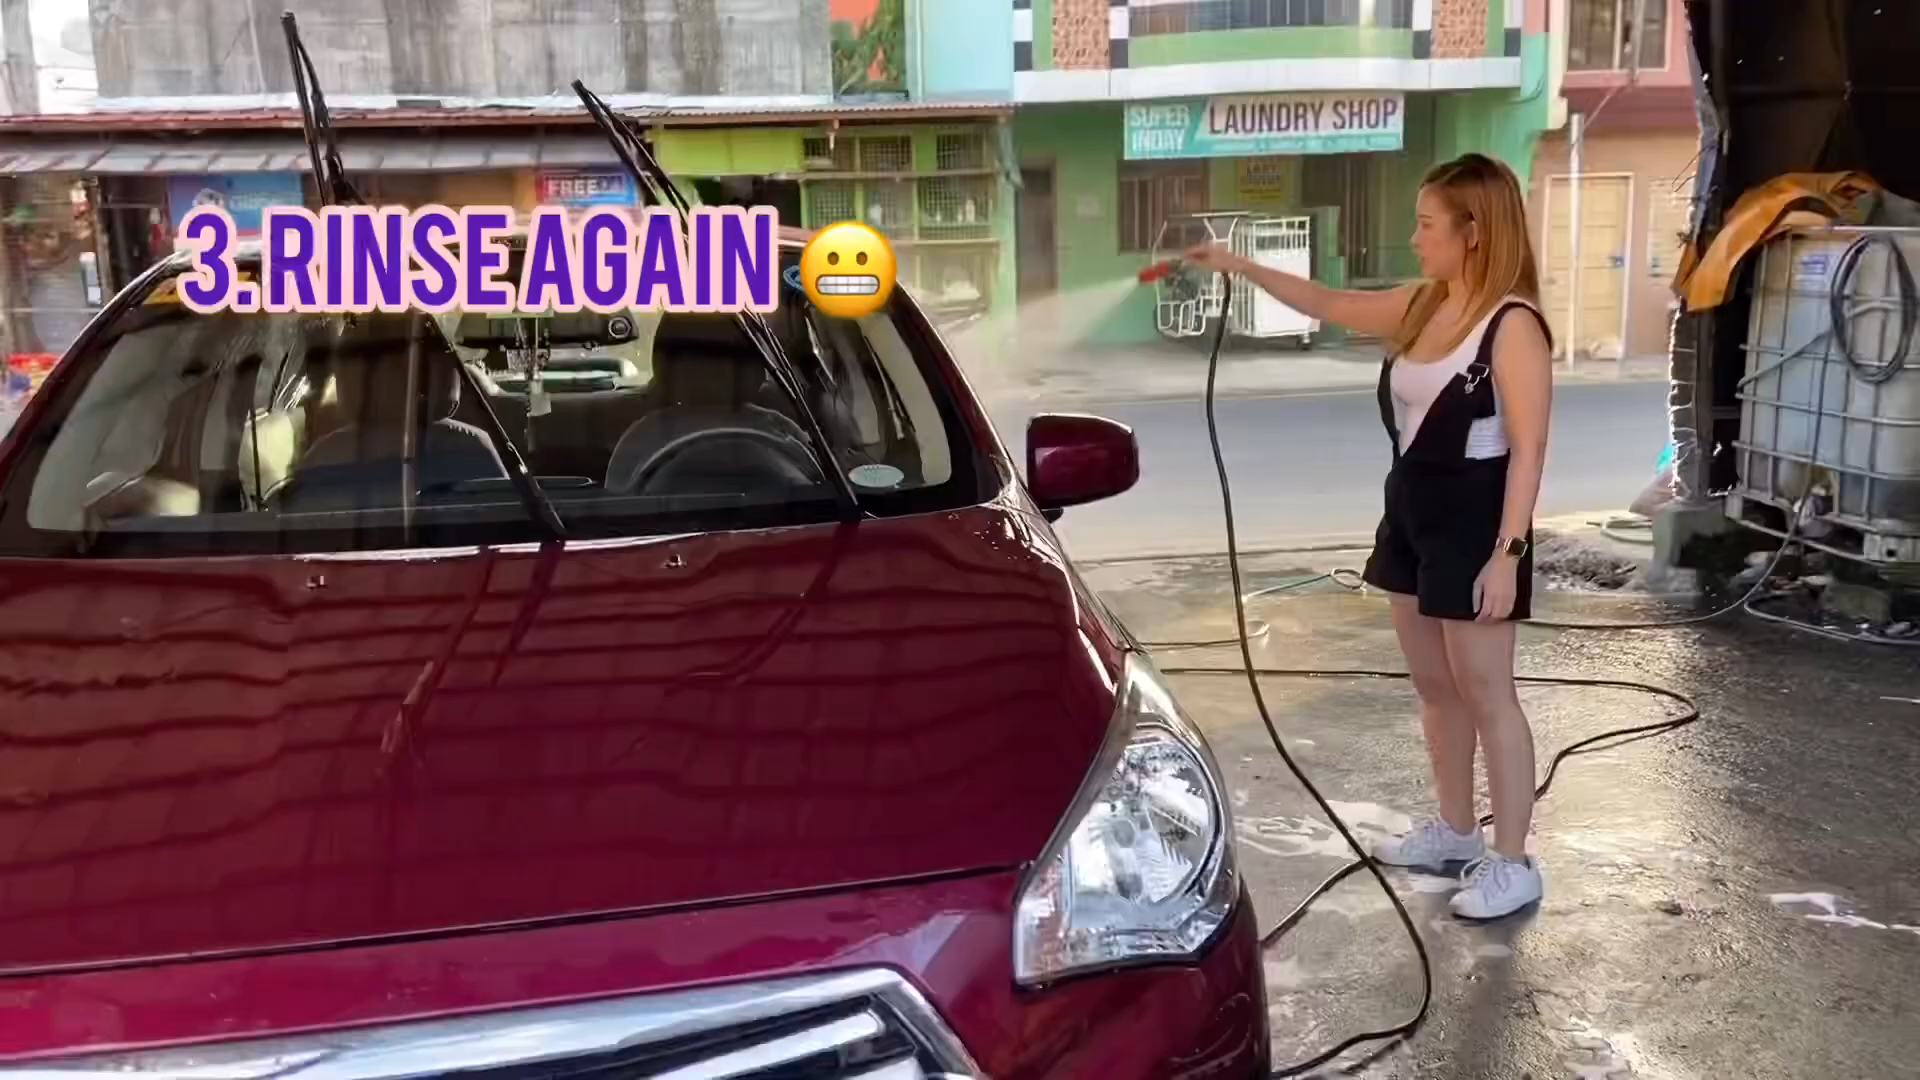 SUPER
INDAY
LAUNDRY SHOP
FREE
3. RINSE AGAIN 😬